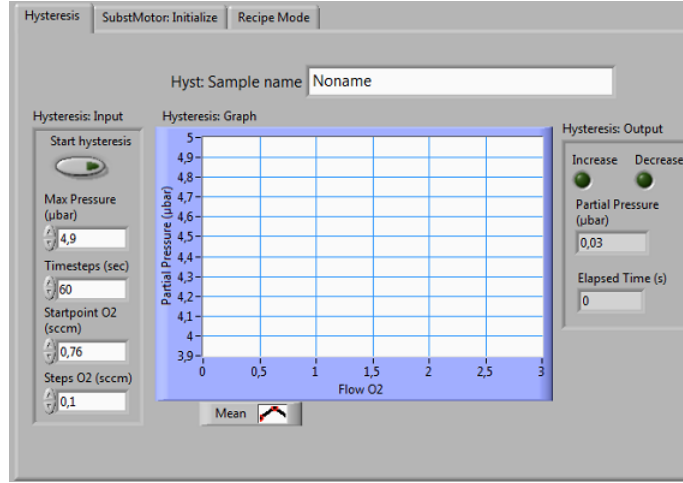 Hysteresis
SubstMotor: Initialize
Recipe Mode
Hyst: Sample name
Noname
Hysteresis: Input
Start hysteresis
Max Pressure
(µbar)
4,9
Timesteps (sec)
60
Startpoint O2
(sccm)
0,76
Steps O2 (sccm)
0,1
Hysteresis: Graph
Partial Pressure (µbar)
5
4,9
4,8
4,7
4,6
4,5
4,4
4,3
4,2
4,1
4
3,9
0
0,5
1
1,5
2
2,5
3
Flow O2
Mean
Hysteresis: Output
Increase
Decrease
Partial Pressure
(µbar)
0,03
Elapsed Time (s)
0